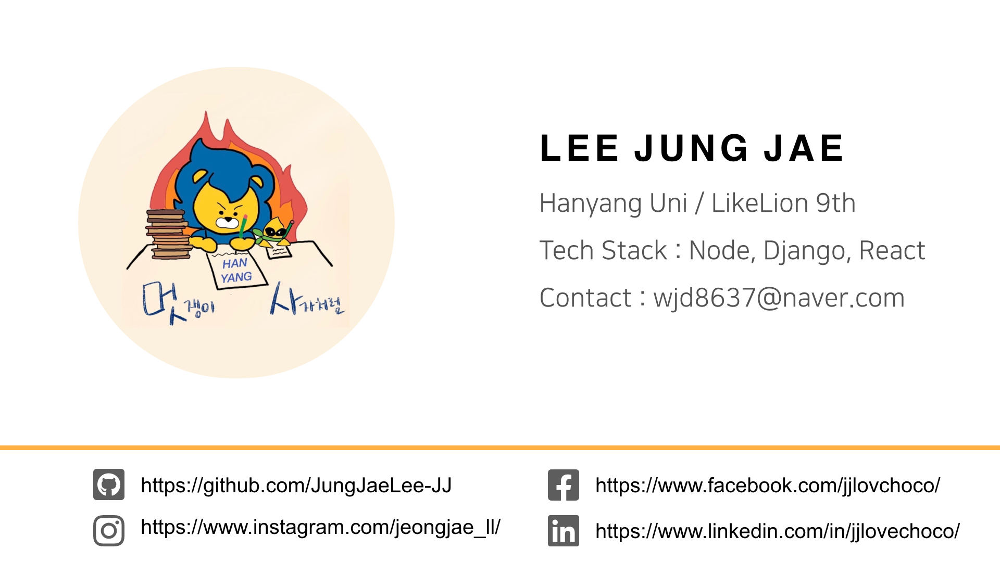 HAN
YANG
멋쟁이 사자처럼
LEE JUNG JAE
Hanyang Uni / LikeLion 9th
Tech Stack : Node, Django, React
Contact : wjd8637@naver.com
https://github.com/JungJaeLee-JJ
https://www.facebook.com/jjlovchoco/
https://www.instagram.com/jeongjae_ll/
https://www.linkedin.com/in/jjlovechoco/